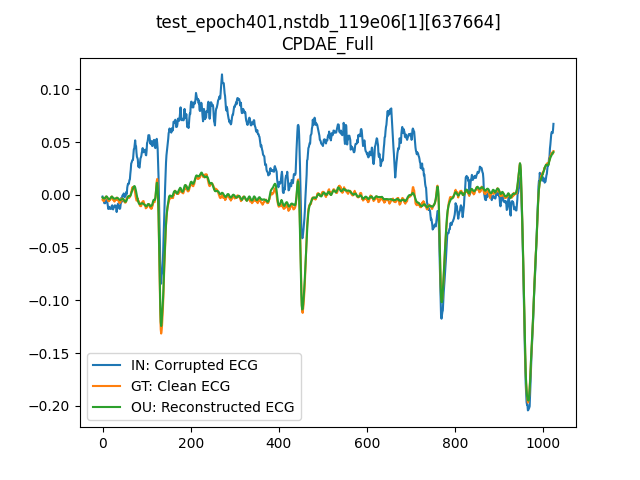 test_epoch401,nstdb_119e06[1][637664]
CPDAE_Full
0.10
0.05
0.00
−0.05
−0.10
−0.15
−0.20
IN: Corrupted ECG
GT: Clean ECG
OU: Reconstructed ECG
0 200 400 600 800 1000